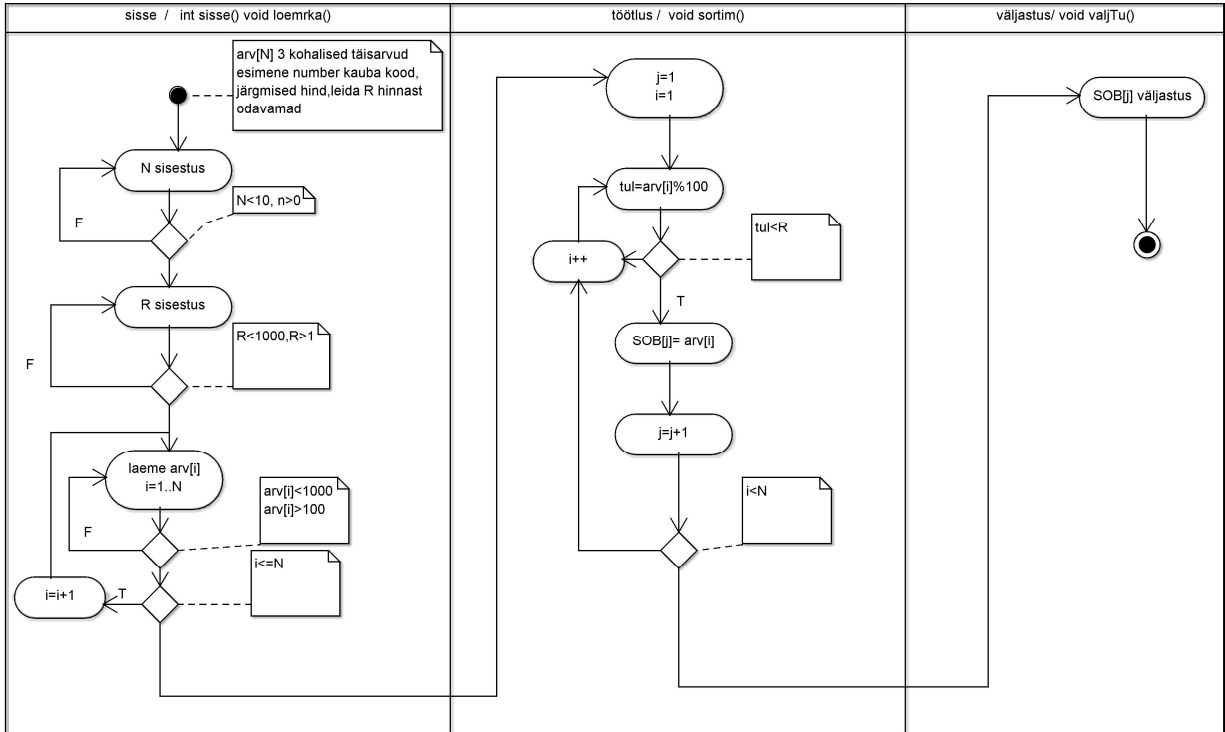 sisse / int sisse() void loemrka()
arv[N] 3 kohalised täisarvud
esimene number kauba kood,
järgmised hind,leida R hinnast
odavamad
N sisestus
N<10, n>0
F
R sisestus
R<1000,R>1
F
laeme arv[i]
i=1..N
arv[i]<1000
arv[i]>100
F
i<=N
i=i+1
T
töötlus / void sortim()
j=1
i=1
tul=arv[i]%100
tul<R
i++
T
SOB[j]= arv[i]
j=j+1
i<N
väljastus/ void valjTu()
SOB[j] väljastus